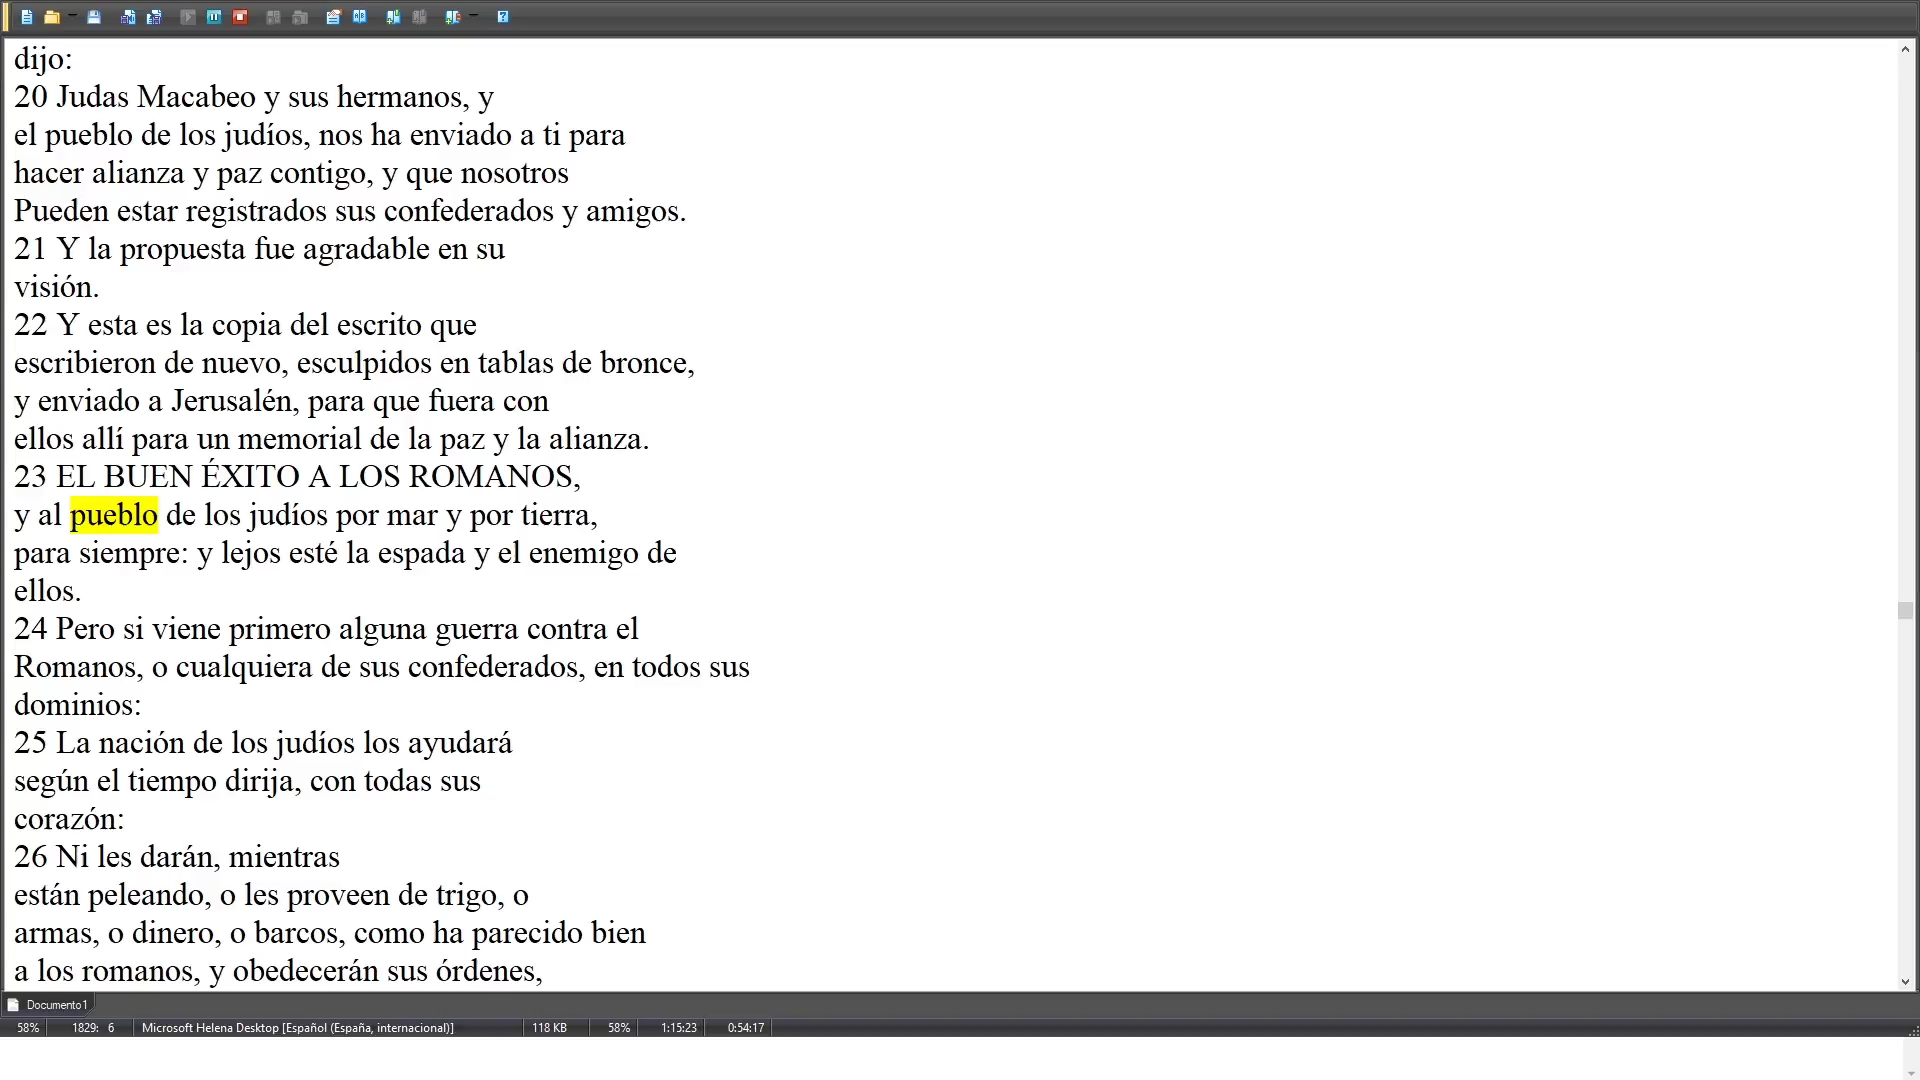 dijo:
20 Judas Macabeo y sus hermanos, y
el pueblo de los judíos, nos ha enviado a ti para
hacer alianza y paz contigo, y que nosotros
Pueden estar registrados sus confederados y amigos.
21 Y la propuesta fue agradable en su
visión.
22 Y esta es la copia del escrito que
escribieron de nuevo, esculpidos en tablas de bronce,
y enviado a Jerusalén, para que fuera con
ellos allí para un memorial de la paz y la alianza.
23 EL BUEN ÉXITO A LOS ROMANOS,
y al pueblo de los judíos por mar y por tierra,
para siempre: y lejos esté la espada y el enemigo de
ellos.
24 Pero si viene primero alguna guerra contra el
Romanos, o cualquiera de sus confederados, en todos sus
dominios:
25 La nación de los judíos los ayudará
según el tiempo dirija, con todas sus
corazón:
26 Ni les darán, mientras
están peleando, o les proveen de trigo, o
armas, o dinero, o barcos, como ha parecido bien
a los romanos, y obedecerán sus órdenes,
Documento1
58% 1829: 6 Microsoft Helena Desktop [Español (España, internacional)] 118 KB 58% 1:15:23 0:54:17